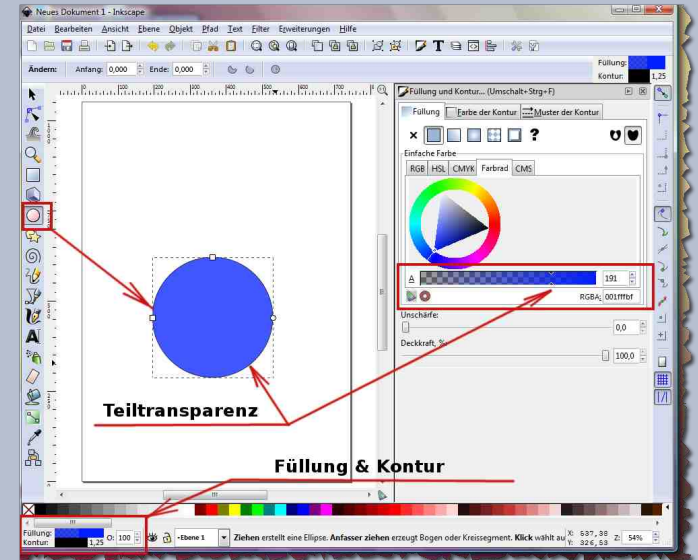 Neues Dokument 1 - Inkscape
Datei Bearbeiten Ansicht Ebene Objekt Pfad Text Filter Erweiterungen Hilfe
Füllung:
Ändern: Anfang: 0,000 Ende: 0,000 Kontur: 1,25
Füllung und Kontur... (Umschalt+Strg+F)
Füllung Farbe der Kontur Muster der Kontur
?
Einfache Farbe
RGB HSL CMYK Farbrad CMS
A 191
RGBA: 001fffbf
Unschärfe:
0,0
Deckkraft, %:
100,0
Teiltransparenz
Füllung & Kontur
Füllung:
Kontur: 1,25 O: 100 -Ebene 1 Ziehen erstellt eine Ellipse. Anfasser ziehen erzeugt Bogen oder Kreissegment. Klick wählt au X: 637,38 Y: 326,53 Z: 54%